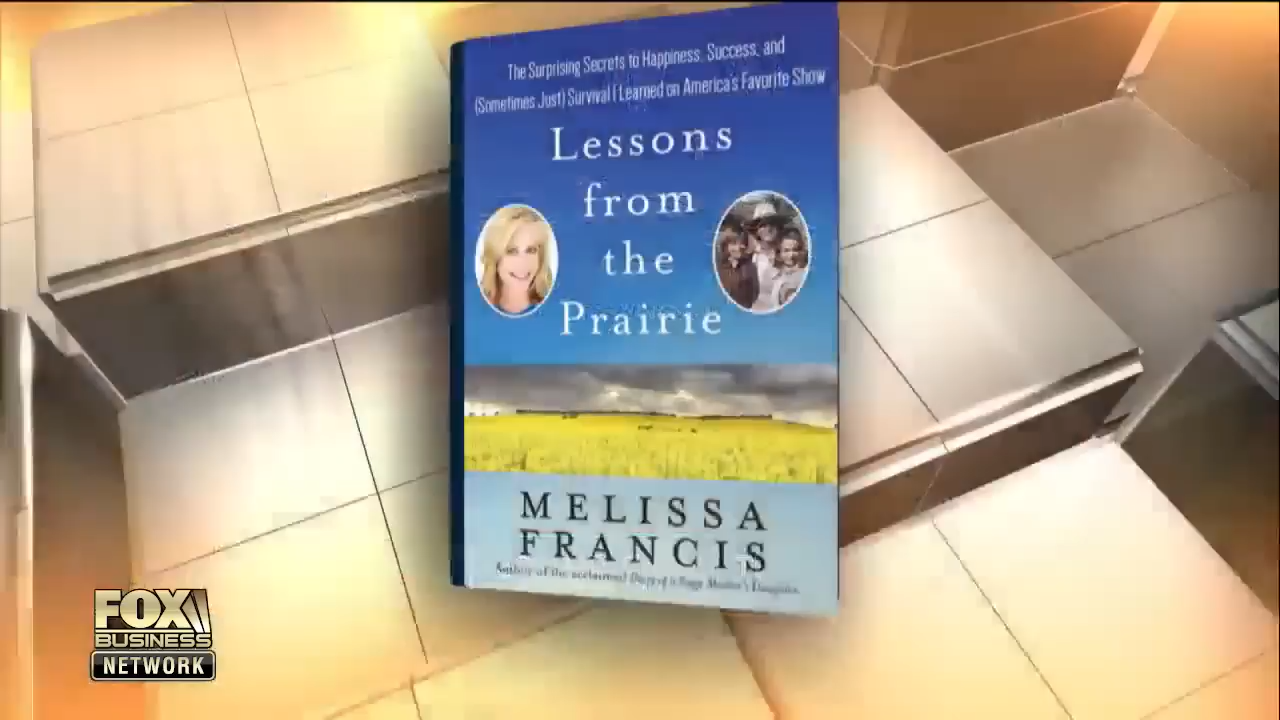 The Surprising Secrets to Happiness, Success, and
(Sometimes Just) Survival I Learned on America's Favorite Show
Lessons
from
the
Prairie
MELISSA
FRANCIS
Author of the acclaimed Diary of a Stage Mother's Daughter
FOX
BUSINESS
NETWORK